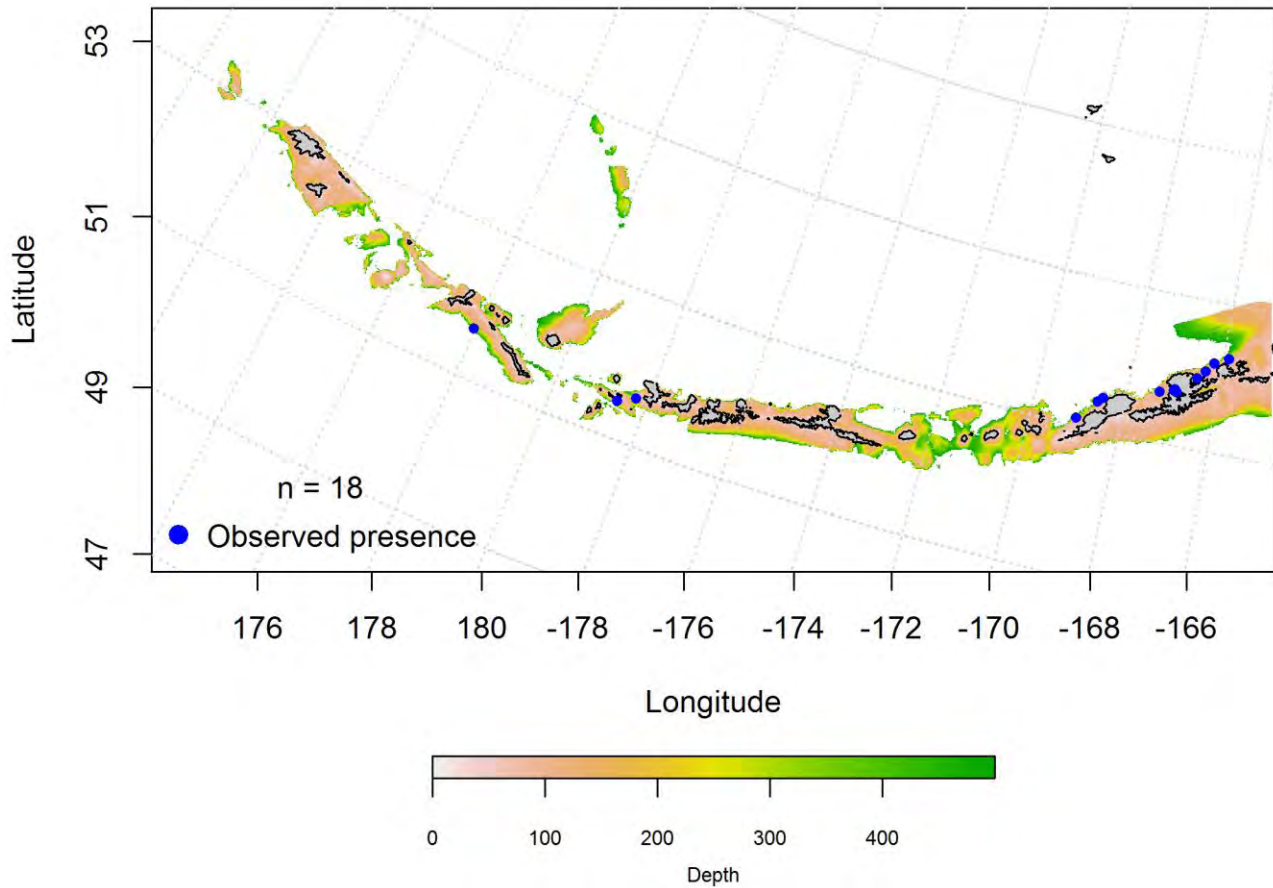 53
51
49
47
Latitude
n = 18
Observed presence
176 178 180 -178 -176 -174 -172 -170 -168 -166
Longitude
0 100 200 300 400
Depth